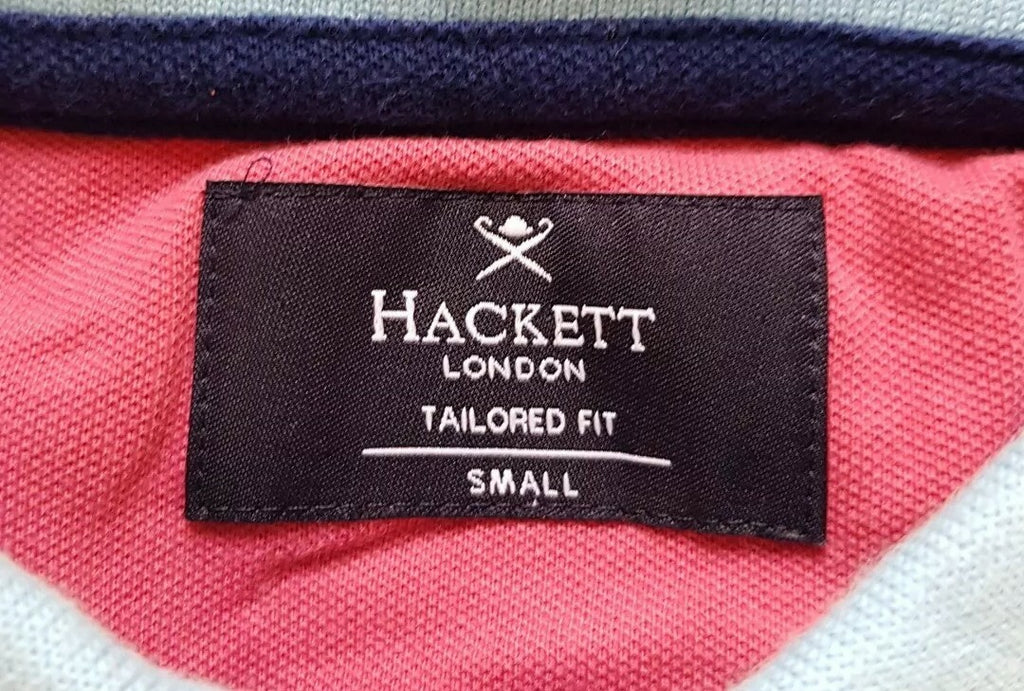 HACKETT
LONDON
TAILORED FIT
SMALL